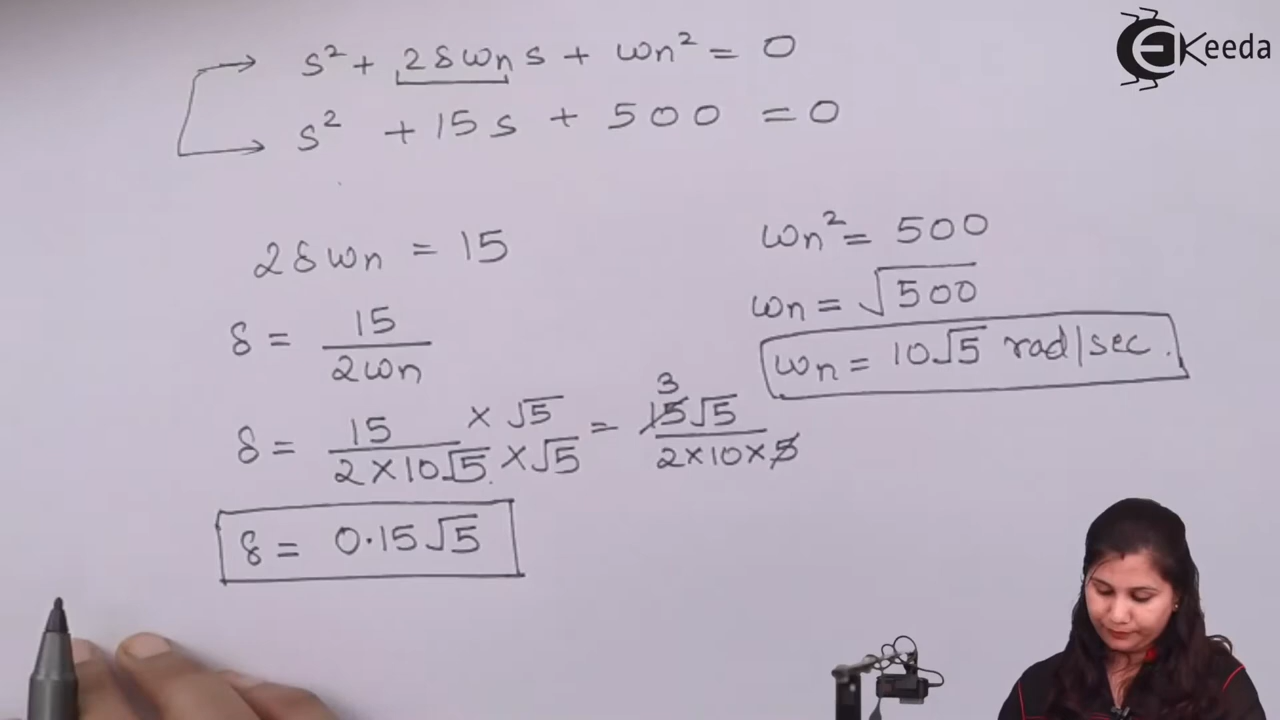 s² + 2δωn s + ωn² = 0
s² + 15s + 500 = 0
2δωn = 15
δ = 15 / 2ωn
δ = 15 × √5 / 2×10√5 × √5 = 3 15√5 / 2×10×5
δ = 0.15√5
ωn² = 500
ωn = √500
ωn = 10√5 rad/sec.
Ekeeda